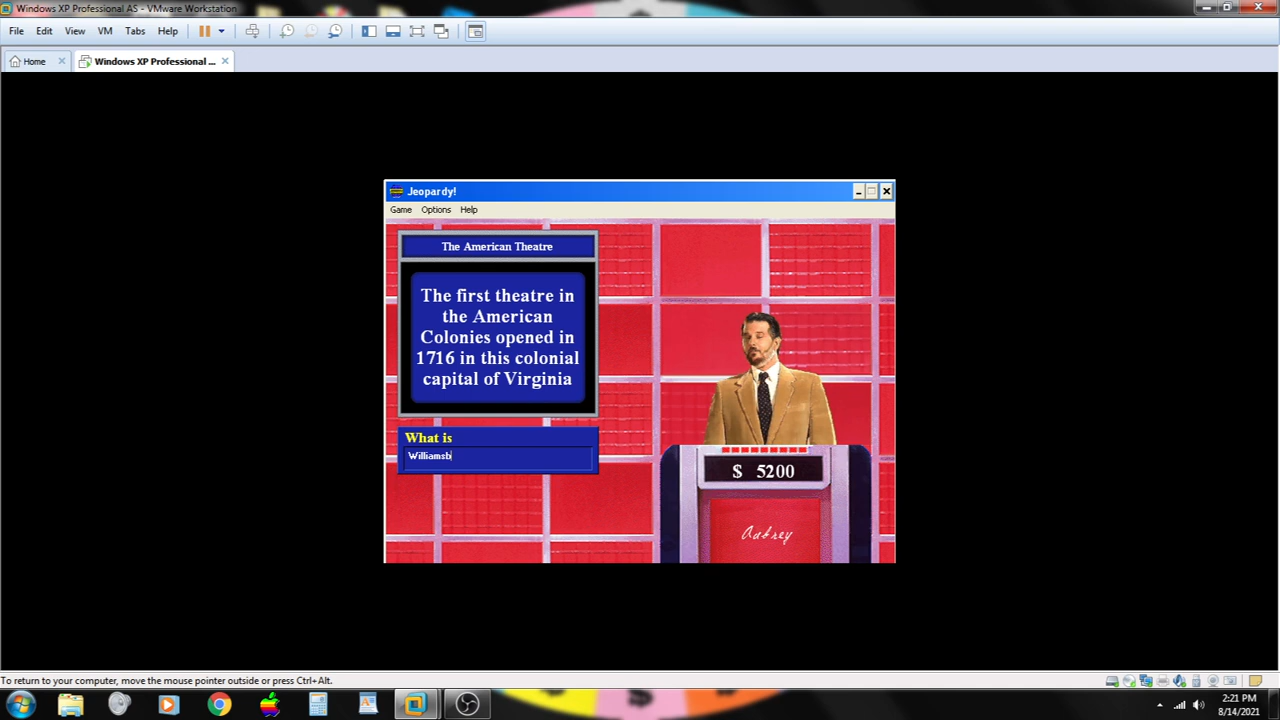 Windows XP Professional AS - VMware Workstation
File Edit View VM Tabs Help
Home Windows XP Professional ...
Jeopardy!
Game Options Help
The American Theatre
The first theatre in
the American
Colonies opened in
1716 in this colonial
capital of Virginia
What is
Williamsb
$ 5200
Aubrey
To return to your computer, move the mouse pointer outside or press Ctrl+Alt.
2:21 PM
8/14/2021